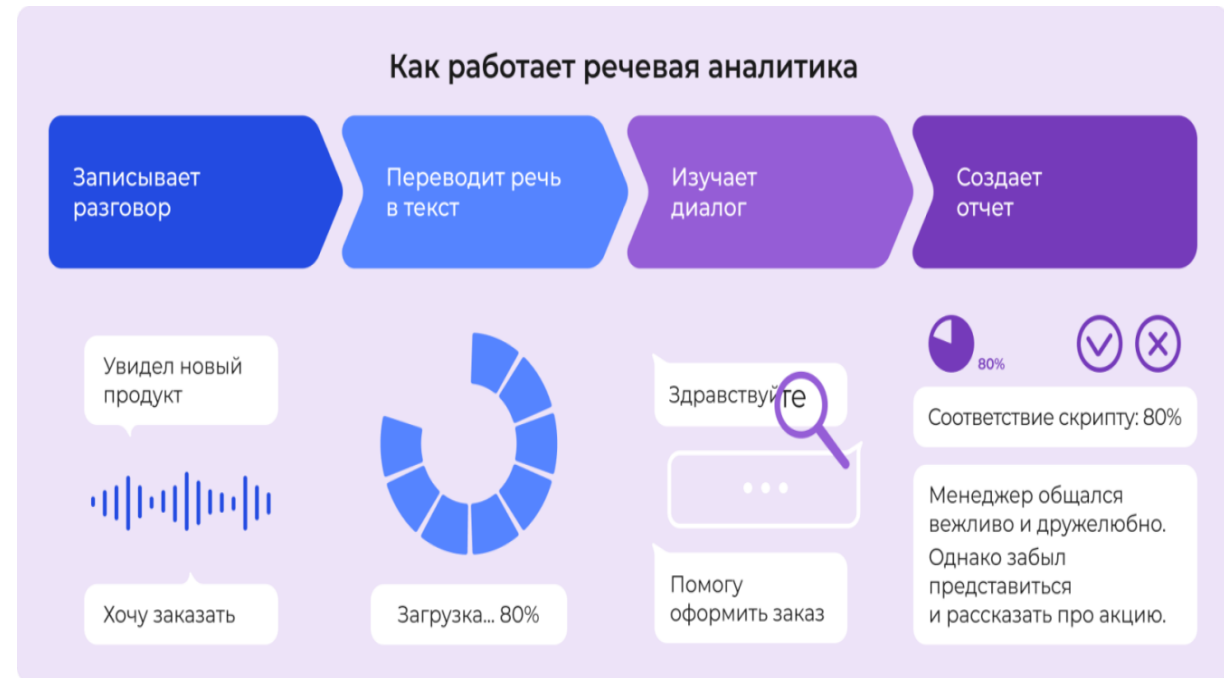 Как работает речевая аналитика
Записывает
разговор
Переводит речь
в текст
Изучает
диалог
Создает
отчет
Увидел новый
продукт
Хочу заказать
Загрузка... 80%
Здравствуйте
Помогу
оформить заказ
80%
Соответствие скрипту: 80%
Менеджер общался
вежливо и дружелюбно.
Однако забыл
представиться
и рассказать про акцию.